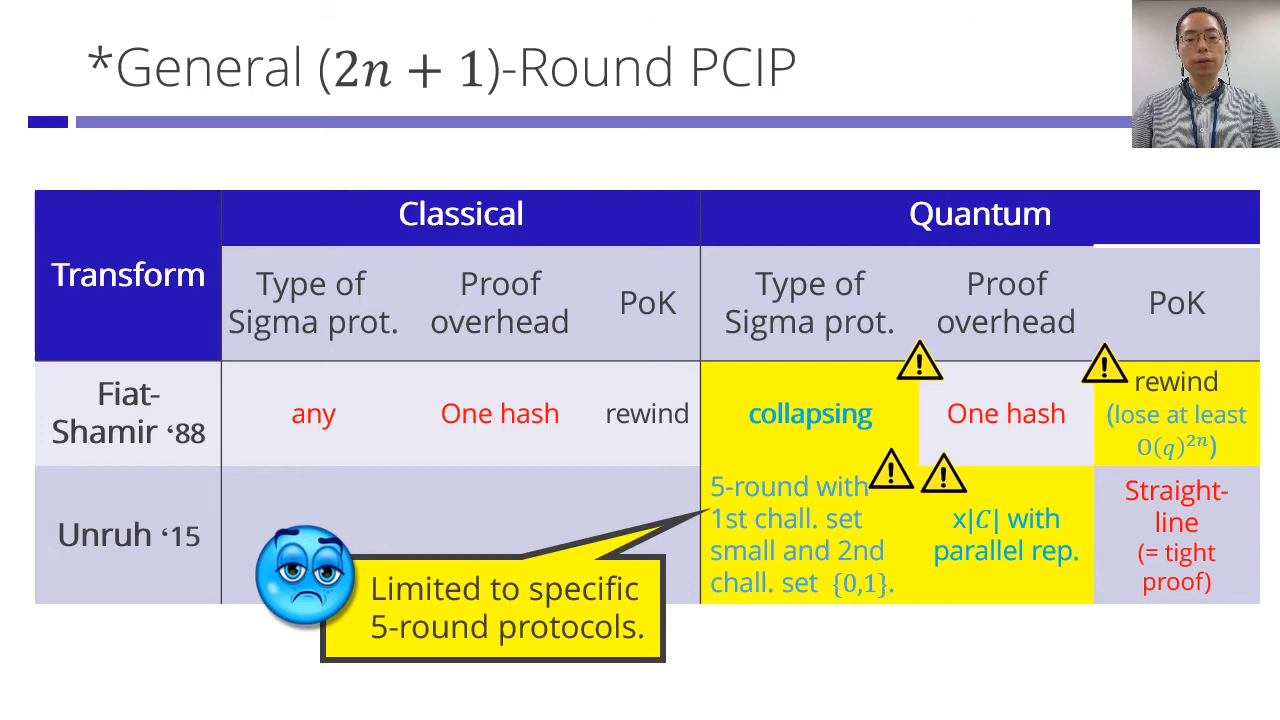 *General (2n + 1)-Round PCIP
Transform
Classical
Quantum
Type of
Sigma prot.
Proof
overhead
PoK
Type of
Sigma prot.
Proof
overhead
PoK
Fiat-
Shamir ‘88
any
One hash
rewind
collapsing
One hash
rewind
(lose at least
O(q)²ⁿ)
Unruh ‘15
5-round with
1st chall. set
small and 2nd
chall. set {0,1}.
x|C| with
parallel rep.
Straight-
line
(= tight
proof)
Limited to specific
5-round protocols.